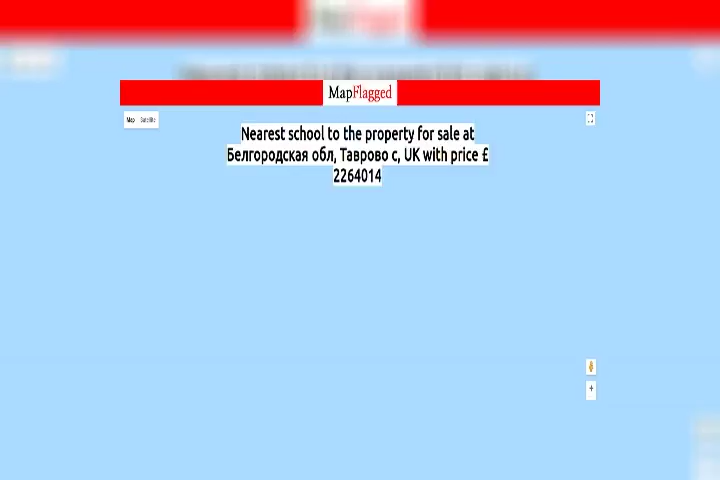 MapFlagged
Map Satellite
Nearest school to the property for sale at
Белгородская обл, Таврово с, UK with price £
2264014
+